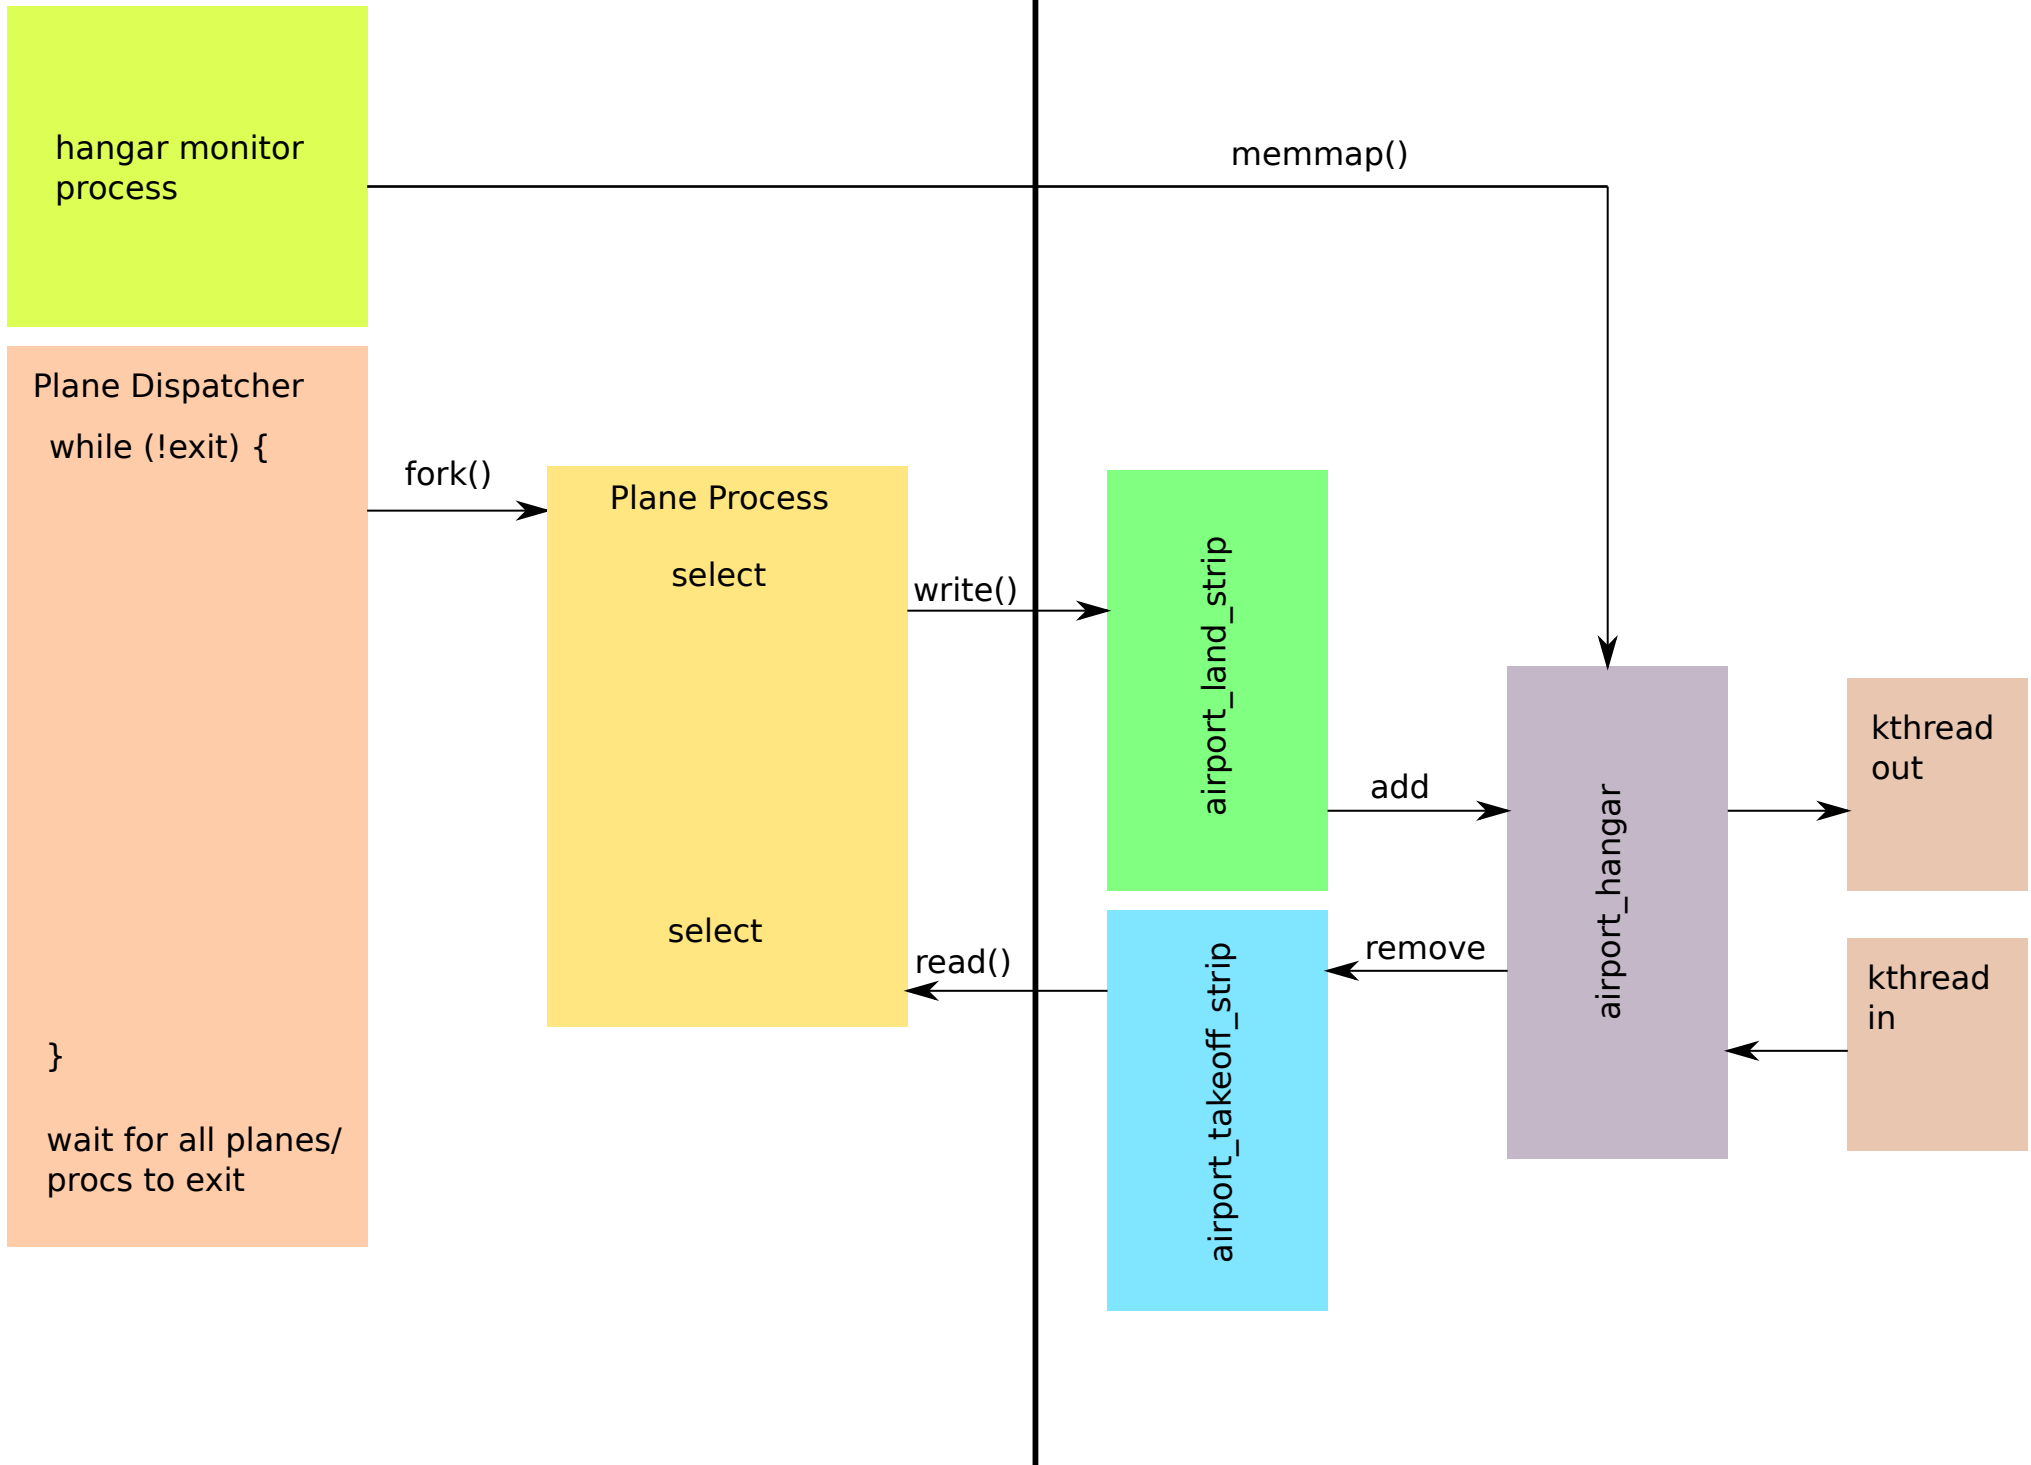 hangar monitor
process
memmap()
Plane Dispatcher
while (!exit) {
fork()
Plane Process
select
write()
airport_land_strip
add
kthread
out
airport_hangar
select
read()
remove
airport_takeoff_strip
kthread
in
}
wait for all planes/
procs to exit